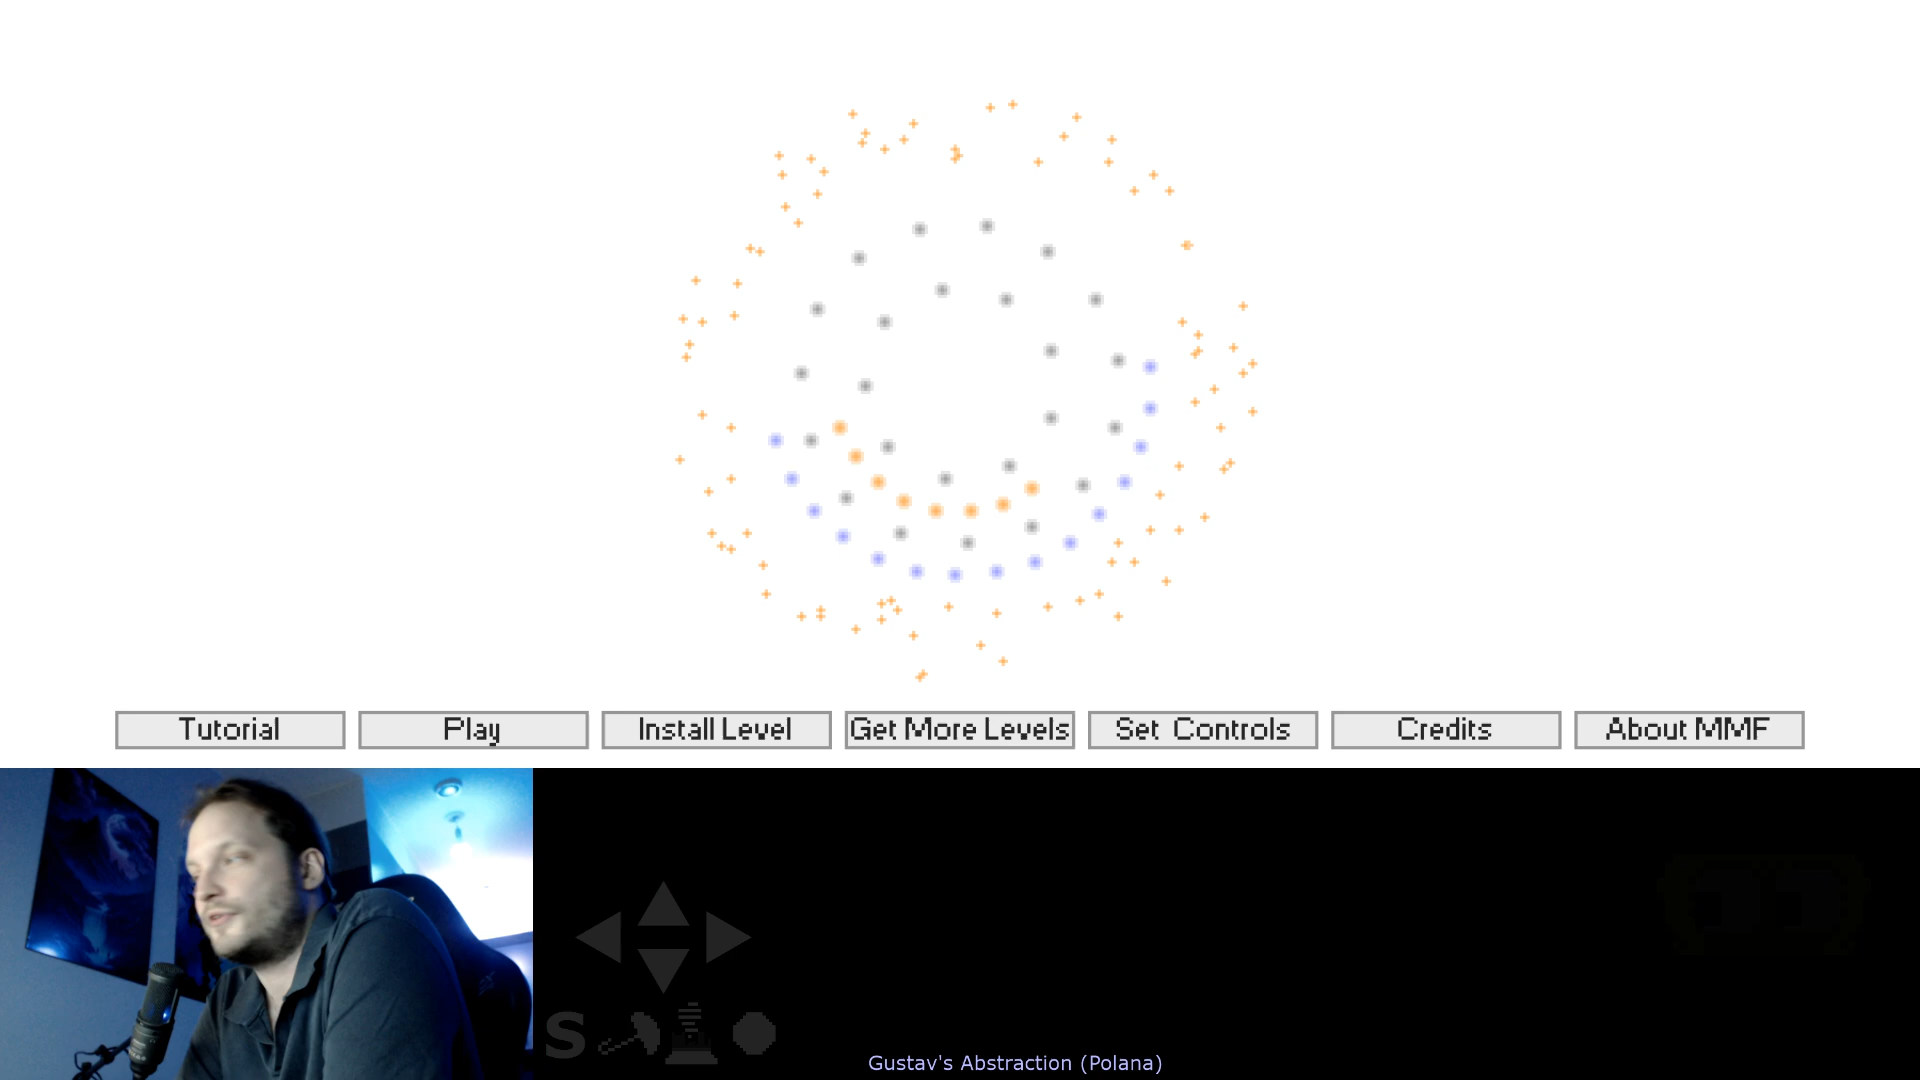 Tutorial
Play
Install Level
Get More Levels
Set Controls
Credits
About MMF
S
Gustav's Abstraction (Polana)